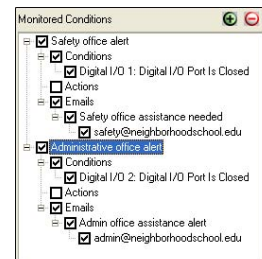 Monitored Conditions
Safety office alert
Conditions
Digital I/O 1: Digital I/O Port Is Closed
Actions
Emails
Safety office assistance needed
safety@neighborhoodschool.edu
Administrative office alert
Conditions
Digital I/O 2: Digital I/O Port Is Closed
Actions
Emails
Admin office assistance alert
admin@neighborhoodschool.edu